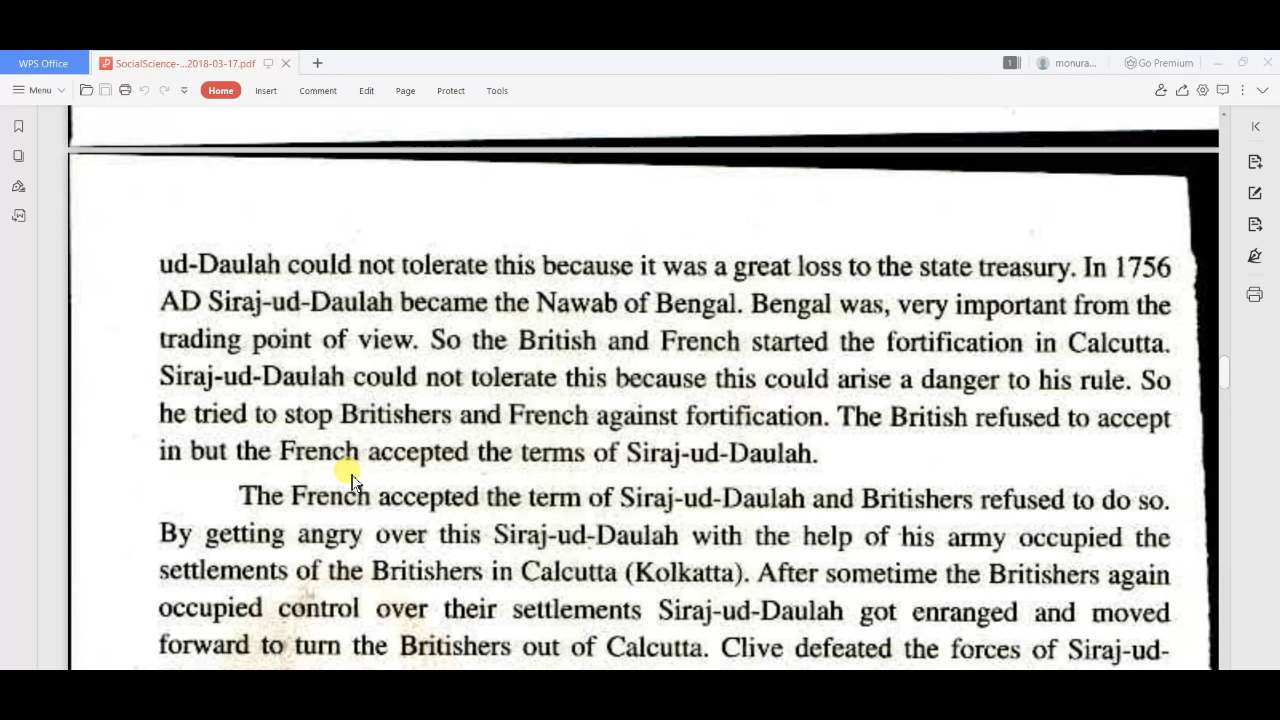 WPS Office
SocialScience-...2018-03-17.pdf
1
monura...
Go Premium
Menu
Home
Insert
Comment
Edit
Page
Protect
Tools
ud-Daulah could not tolerate this because it was a great loss to the state treasury. In 1756
AD Siraj-ud-Daulah became the Nawab of Bengal. Bengal was, very important from the
trading point of view. So the British and French started the fortification in Calcutta.
Siraj-ud-Daulah could not tolerate this because this could arise a danger to his rule. So
he tried to stop Britishers and French against fortification. The British refused to accept
in but the French accepted the terms of Siraj-ud-Daulah.
The French accepted the term of Siraj-ud-Daulah and Britishers refused to do so.
By getting angry over this Siraj-ud-Daulah with the help of his army occupied the
settlements of the Britishers in Calcutta (Kolkatta). After sometime the Britishers again
occupied control over their settlements Siraj-ud-Daulah got enranged and moved
forward to turn the Britishers out of Calcutta. Clive defeated the forces of Siraj-ud-